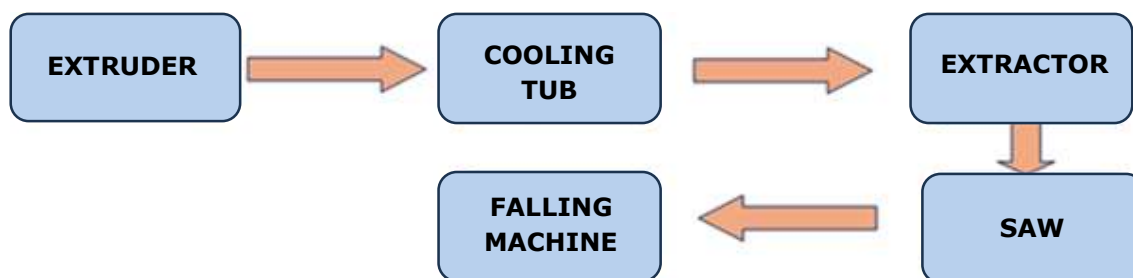 EXTRUDER
COOLING
TUB
EXTRACTOR
FALLING
MACHINE
SAW